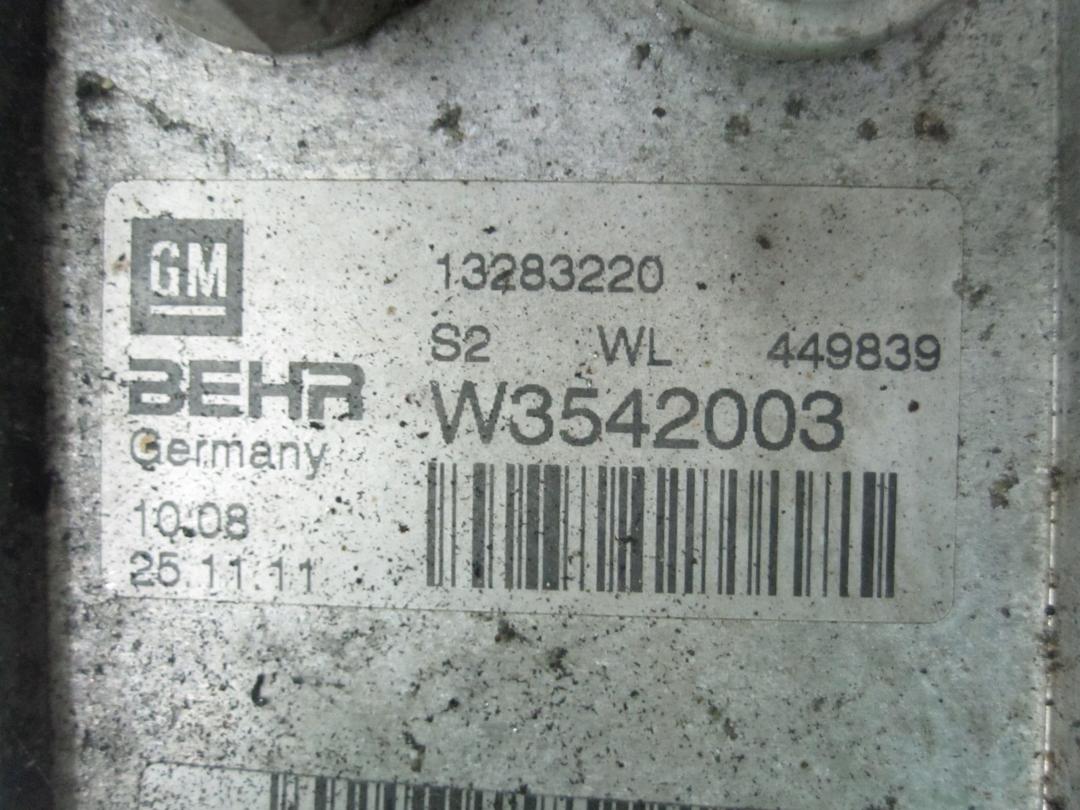 GM
13283220
S2 WL 449839
BEHR
W3542003
Germany
10:08
25.11.11